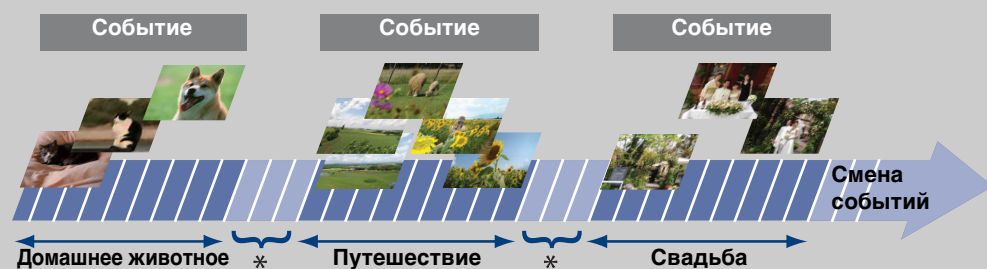 Событие
Событие
Событие
Смена
событий
Домашнее животное
*
Путешествие
*
Свадьба